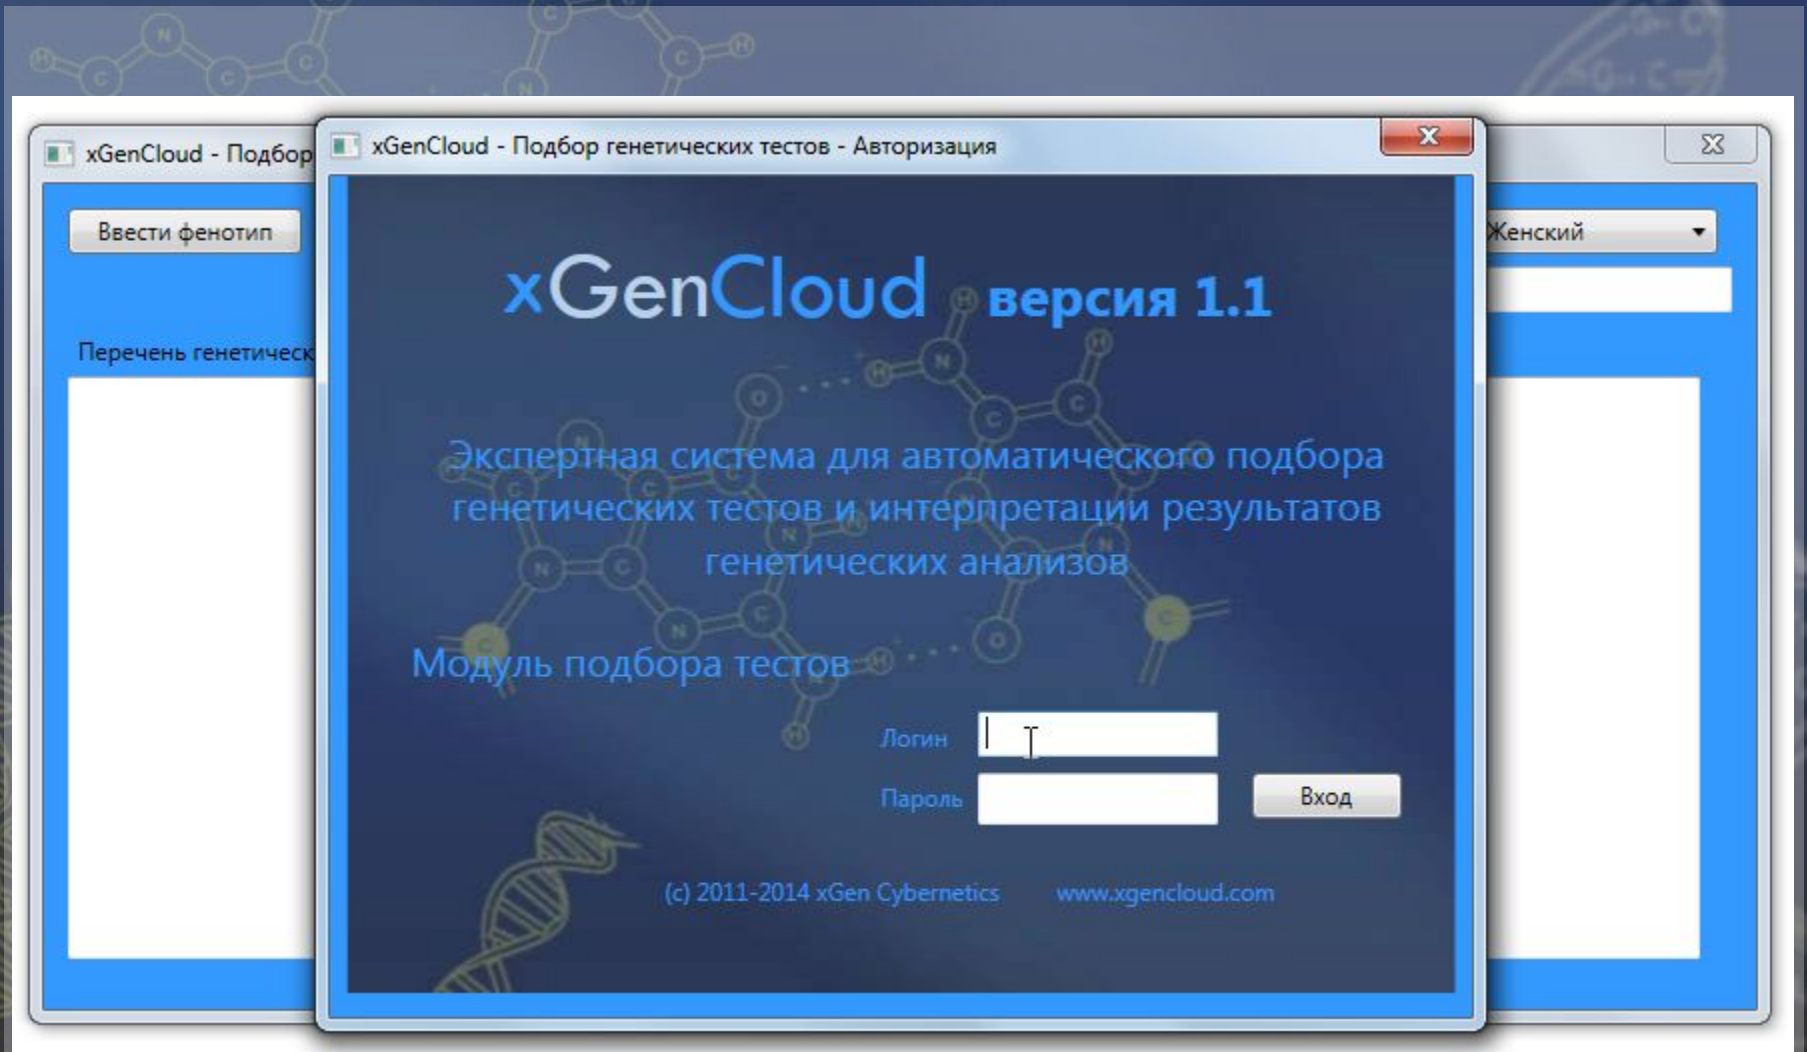 xGenCloud - Подбор
xGenCloud - Подбор генетических тестов - Авторизация
Ввести фенотип
Женский
xGenCloud версия 1.1
Перечень генетическ
Экспертная система для автоматического подбора
генетических тестов и интерпретации результатов
генетических анализов
Модуль подбора тестов
Логин
Пароль
Вход
(c) 2011-2014 xGen Cybernetics www.xgencloud.com